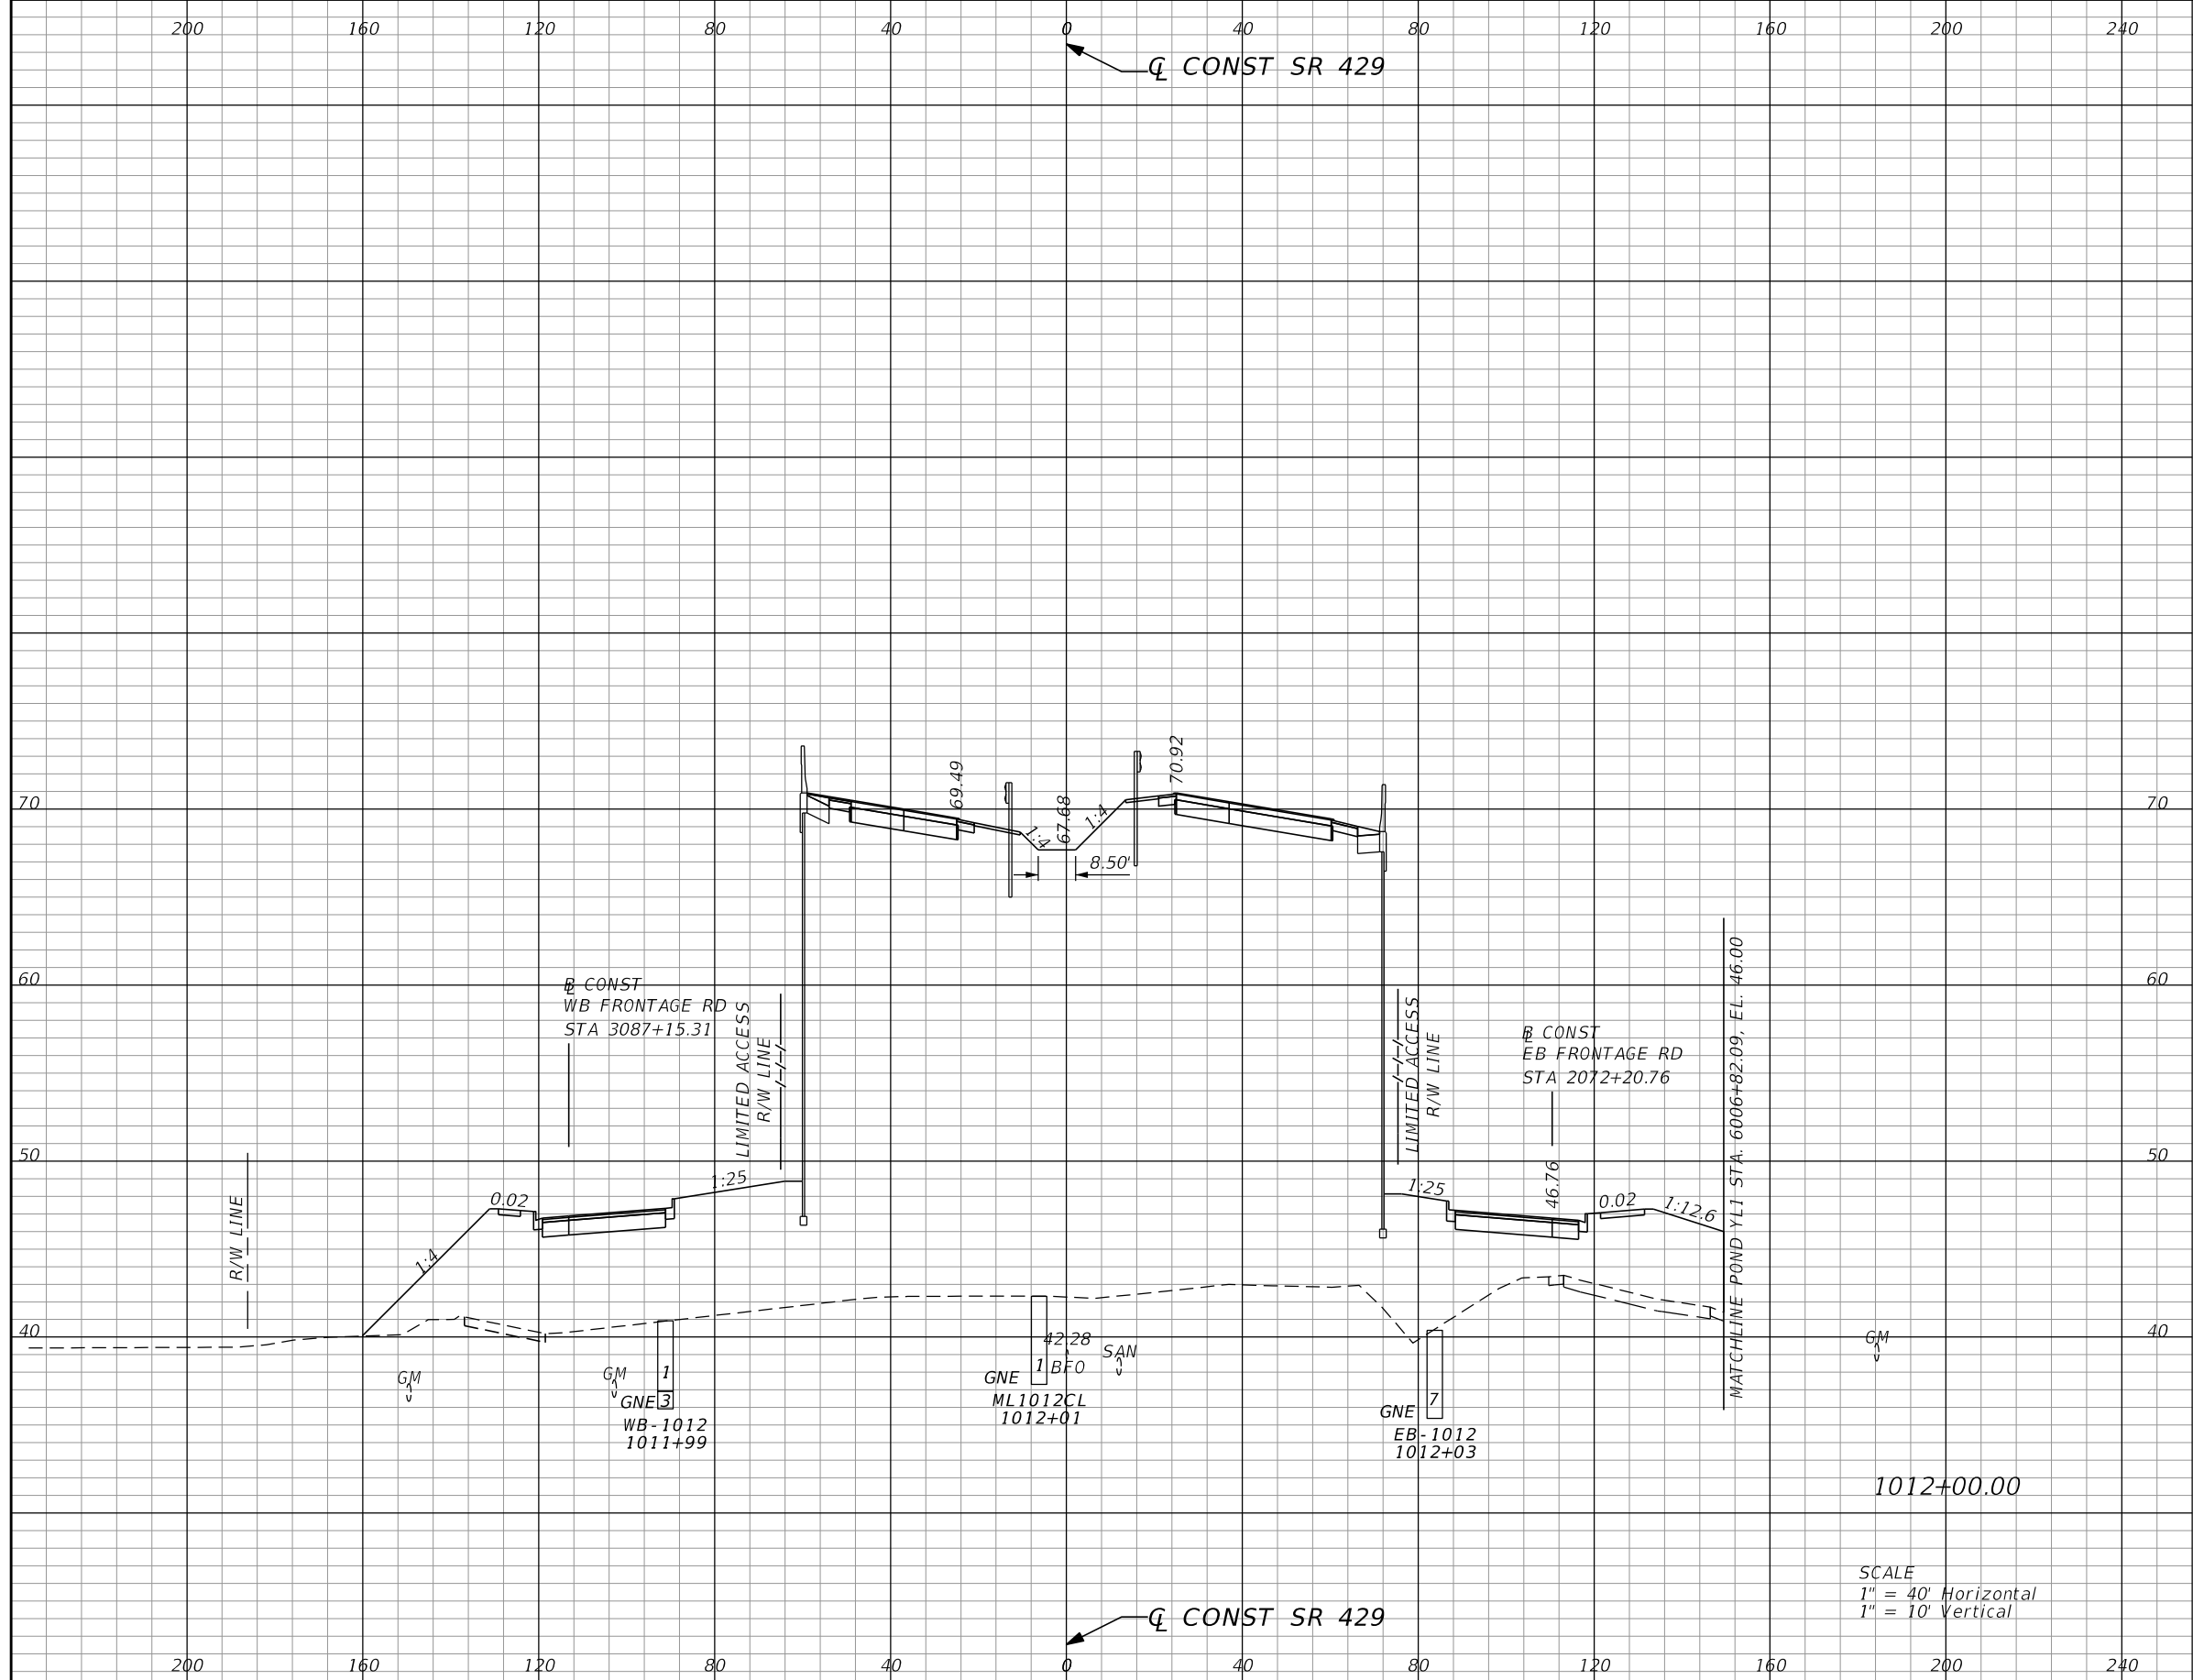 200 160 120 80 40 0 40 80 120 160 200 240
CL CONST SR 429
70 70
69.49
67.68
70.92
1:4
1:4
8.50'
60 60
BL CONST
WB FRONTAGE RD
STA 3087+15.31
LIMITED ACCESS
R/W LINE
LIMITED ACCESS
R/W LINE
BL CONST
EB FRONTAGE RD
STA 2072+20.76
MATCHLINE POND YL1 STA. 6006+82.09, EL. 46.00
50 50
R/W LINE
1:4
0.02
1:25
1:25
46.76
0.02
1:12.6
40 40
GM
GM
1
GNE 3
WB-1012
1011+99
42.28
1 BFO
SAN
GNE
ML1012CL
1012+01
7
GNE
EB-1012
1012+03
GM
1012+00.00
SCALE
1" = 40' Horizontal
1" = 10' Vertical
CL CONST SR 429
200 160 120 80 40 0 40 80 120 160 200 240